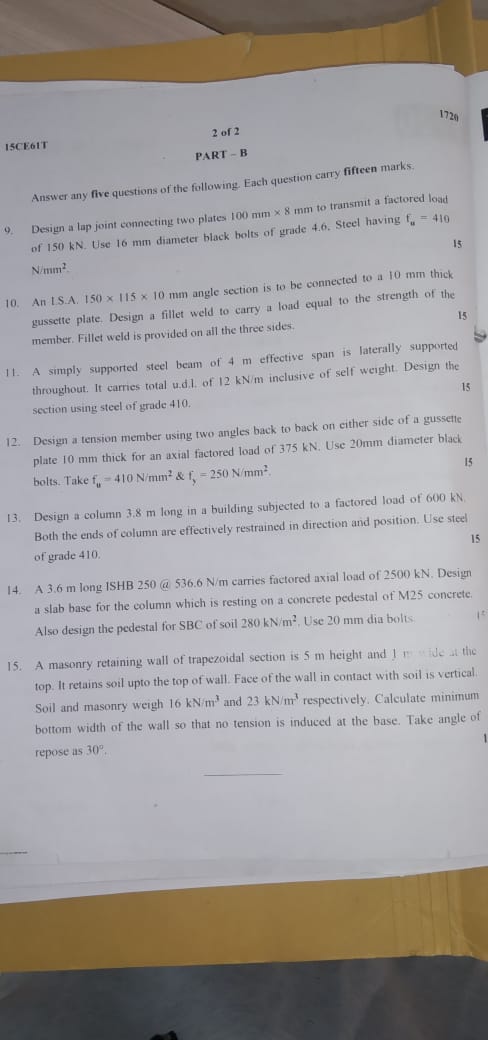 1720
15CE61T
2 of 2
PART – B
Answer any five questions of the following. Each question carry fifteen marks.
9. Design a lap joint connecting two plates 100 mm × 8 mm to transmit a factored load
of 150 kN. Use 16 mm diameter black bolts of grade 4.6. Steel having fu = 410
N/mm². 15
10. An I.S.A. 150 × 115 × 10 mm angle section is to be connected to a 10 mm thick
gussette plate. Design a fillet weld to carry a load equal to the strength of the
member. Fillet weld is provided on all the three sides. 15
11. A simply supported steel beam of 4 m effective span is laterally supported
throughout. It carries total u.d.l. of 12 kN/m inclusive of self weight. Design the
section using steel of grade 410. 15
12. Design a tension member using two angles back to back on either side of a gussette
plate 10 mm thick for an axial factored load of 375 kN. Use 20mm diameter black
bolts. Take fu = 410 N/mm² & fy = 250 N/mm². 15
13. Design a column 3.8 m long in a building subjected to a factored load of 600 kN.
Both the ends of column are effectively restrained in direction and position. Use steel
of grade 410. 15
14. A 3.6 m long ISHB 250 @ 536.6 N/m carries factored axial load of 2500 kN. Design
a slab base for the column which is resting on a concrete pedestal of M25 concrete.
Also design the pedestal for SBC of soil 280 kN/m². Use 20 mm dia bolts.
15. A masonry retaining wall of trapezoidal section is 5 m height and 1 m wide at the
top. It retains soil upto the top of wall. Face of the wall in contact with soil is vertical.
Soil and masonry weigh 16 kN/m³ and 23 kN/m³ respectively. Calculate minimum
bottom width of the wall so that no tension is induced at the base. Take angle of
repose as 30°.